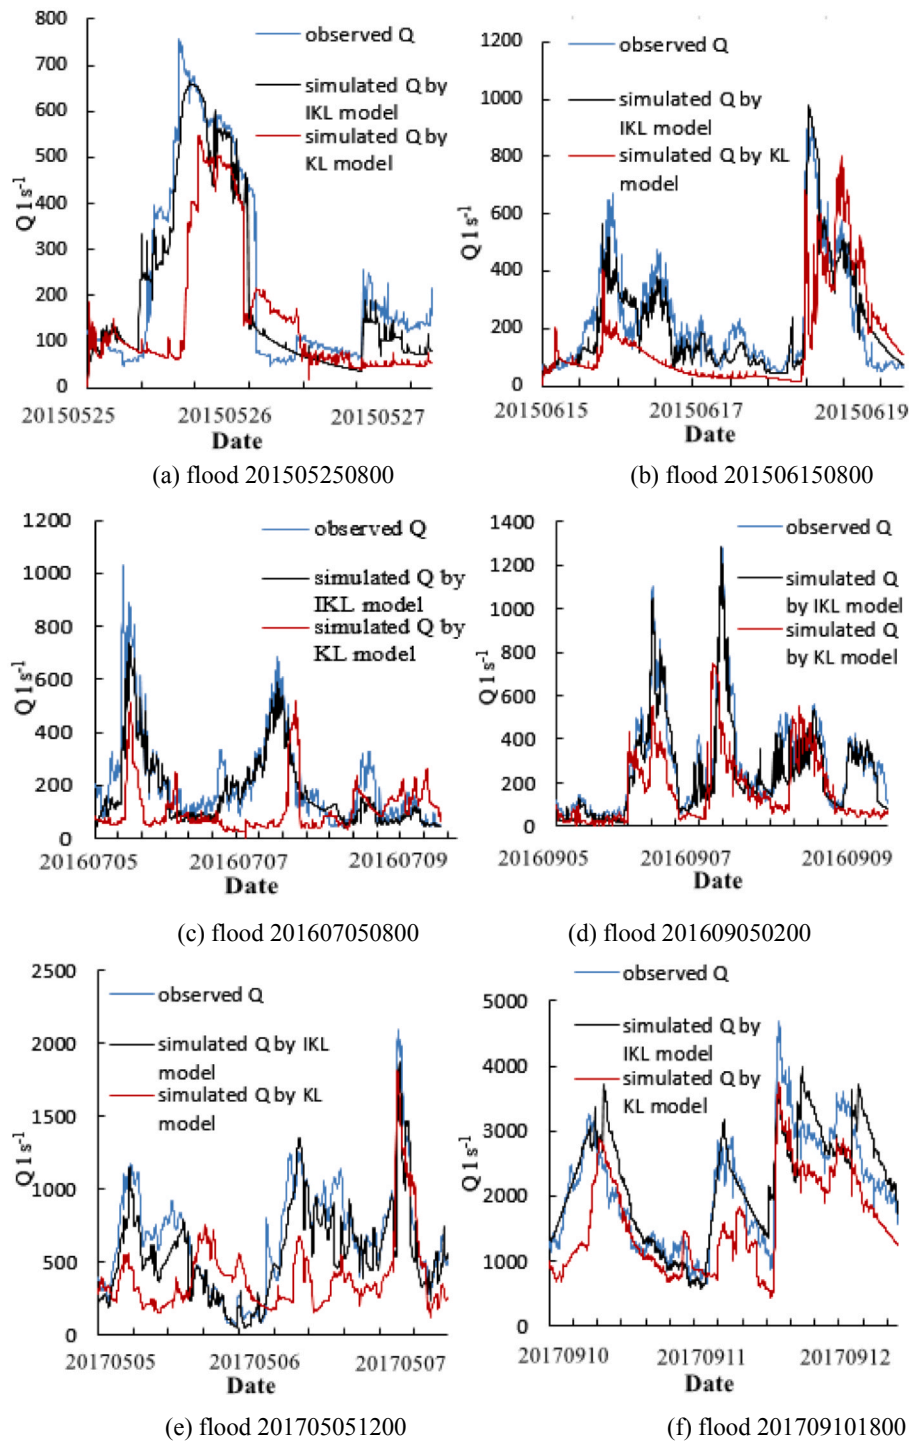 800
700
600
500
400
300
200
100
0
Q l s⁻¹
observed Q
simulated Q by
IKL model
simulated Q by
KL model
20150525 20150526 20150527
Date
(a) flood 201505250800
1200
1000
800
600
400
200
0
Q l s⁻¹
observed Q
simulated Q by
IKL model
simulated Q by KL
model
20150615 20150617 20150619
Date
(b) flood 201506150800
1200
1000
800
600
400
200
0
Q l s⁻¹
observed Q
simulated Q by
IKL model
simulated Q by
KL model
20160705 20160707 20160709
Date
(c) flood 201607050800
1400
1200
1000
800
600
400
200
0
Q l s⁻¹
observed Q
simulated Q
by IKL model
simulated Q
by KL model
20160905 20160907 20160909
Date
(d) flood 201609050200
2500
2000
1500
1000
500
0
Q l s⁻¹
observed Q
simulated Q by IKL
model
simulated Q by KL
model
20170505 20170506 20170507
Date
(e) flood 201705051200
5000
4000
3000
2000
1000
0
Q l s⁻¹
observed Q
simulated Q by
IKL model
simulated Q by
KL model
20170910 20170911 20170912
Date
(f) flood 201709101800